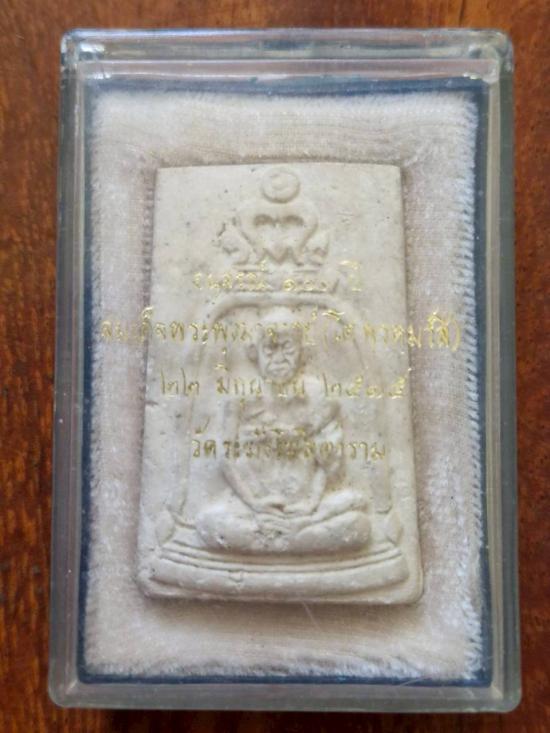 อนุสรณ์ ๑๒๐ ปี
สมเด็จพระพุฒาจารย์ (โต พรหมรังสี)
๒๒ มิถุนายน ๒๕๓๕
วัดระฆังโฆสิตาราม